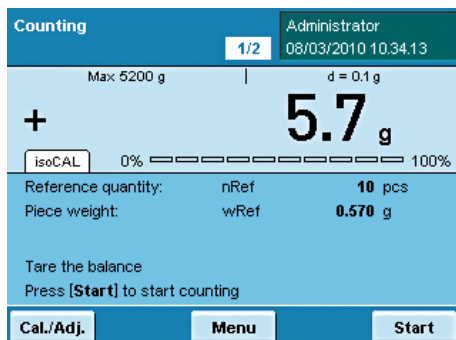 Counting
1/2
Administrator
08/03/2010 10.34.13
Max 5200 g | d = 0.1 g
+ 5.7 g
isoCAL 0% 100%
Reference quantity: nRef 10 pcs
Piece weight: wRef 0.570 g
Tare the balance
Press [Start] to start counting
Cal./Adj. Menu Start